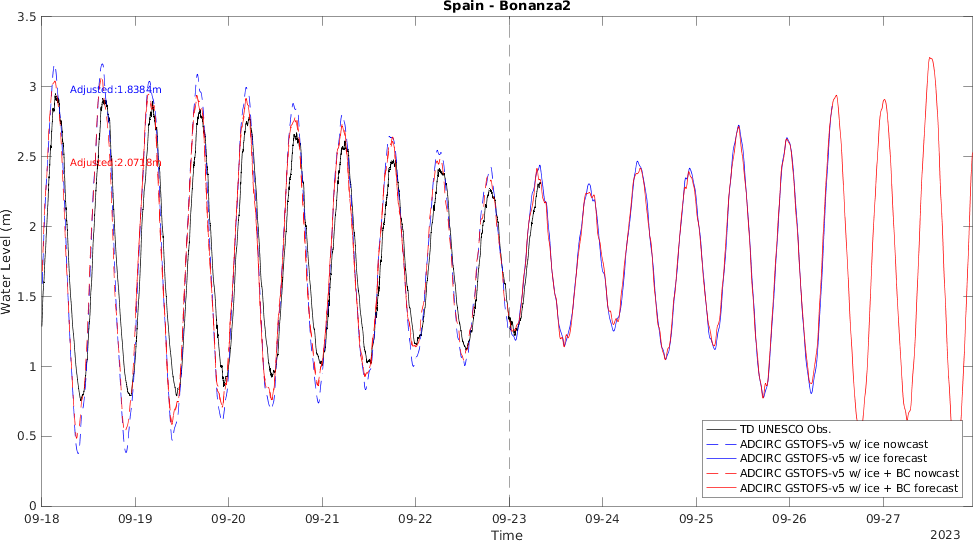 Spain - Bonanza2
3.5
3
2.5
2
1.5
1
0.5
0
Water Level (m)
Adjusted:1.8384m
Adjusted:2.0718m
TD UNESCO Obs.
ADCIRC GSTOFS-v5 w/ ice nowcast
ADCIRC GSTOFS-v5 w/ ice forecast
ADCIRC GSTOFS-v5 w/ ice + BC nowcast
ADCIRC GSTOFS-v5 w/ ice + BC forecast
09-18 09-19 09-20 09-21 09-22 09-23 09-24 09-25 09-26 09-27
Time
2023